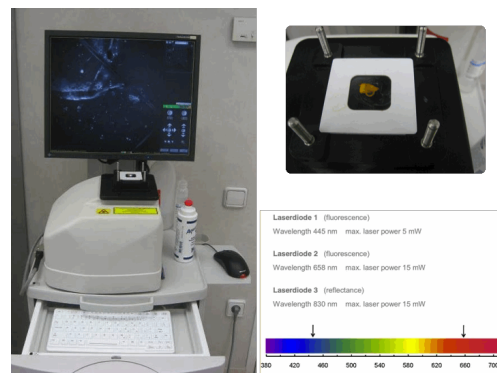 Laserdiode 1 (fluorescence)
Wavelength 445 nm max. laser power 5 mW
Laserdiode 2 (fluorescence)
Wavelength 658 nm max. laser power 15 mW
Laserdiode 3 (reflectance)
Wavelength 830 nm max. laser power 15 mW
380 420 460 500 540 580 620 660 700